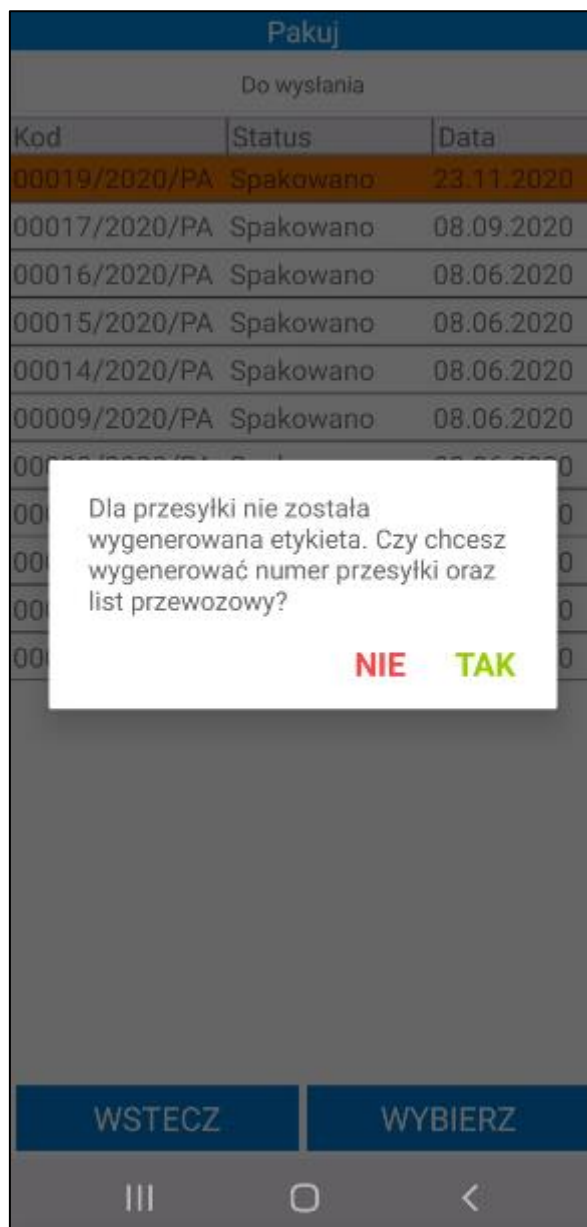 Pakuj
Do wysłania
Kod Status Data
00019/2020/PA Spakowano 23.11.2020
00017/2020/PA Spakowano 08.09.2020
00016/2020/PA Spakowano 08.06.2020
00015/2020/PA Spakowano 08.06.2020
00014/2020/PA Spakowano 08.06.2020
00009/2020/PA Spakowano 08.06.2020
Dla przesyłki nie została
wygenerowana etykieta. Czy chcesz
wygenerować numer przesyłki oraz
list przewozowy?
NIE TAK
WSTECZ WYBIERZ